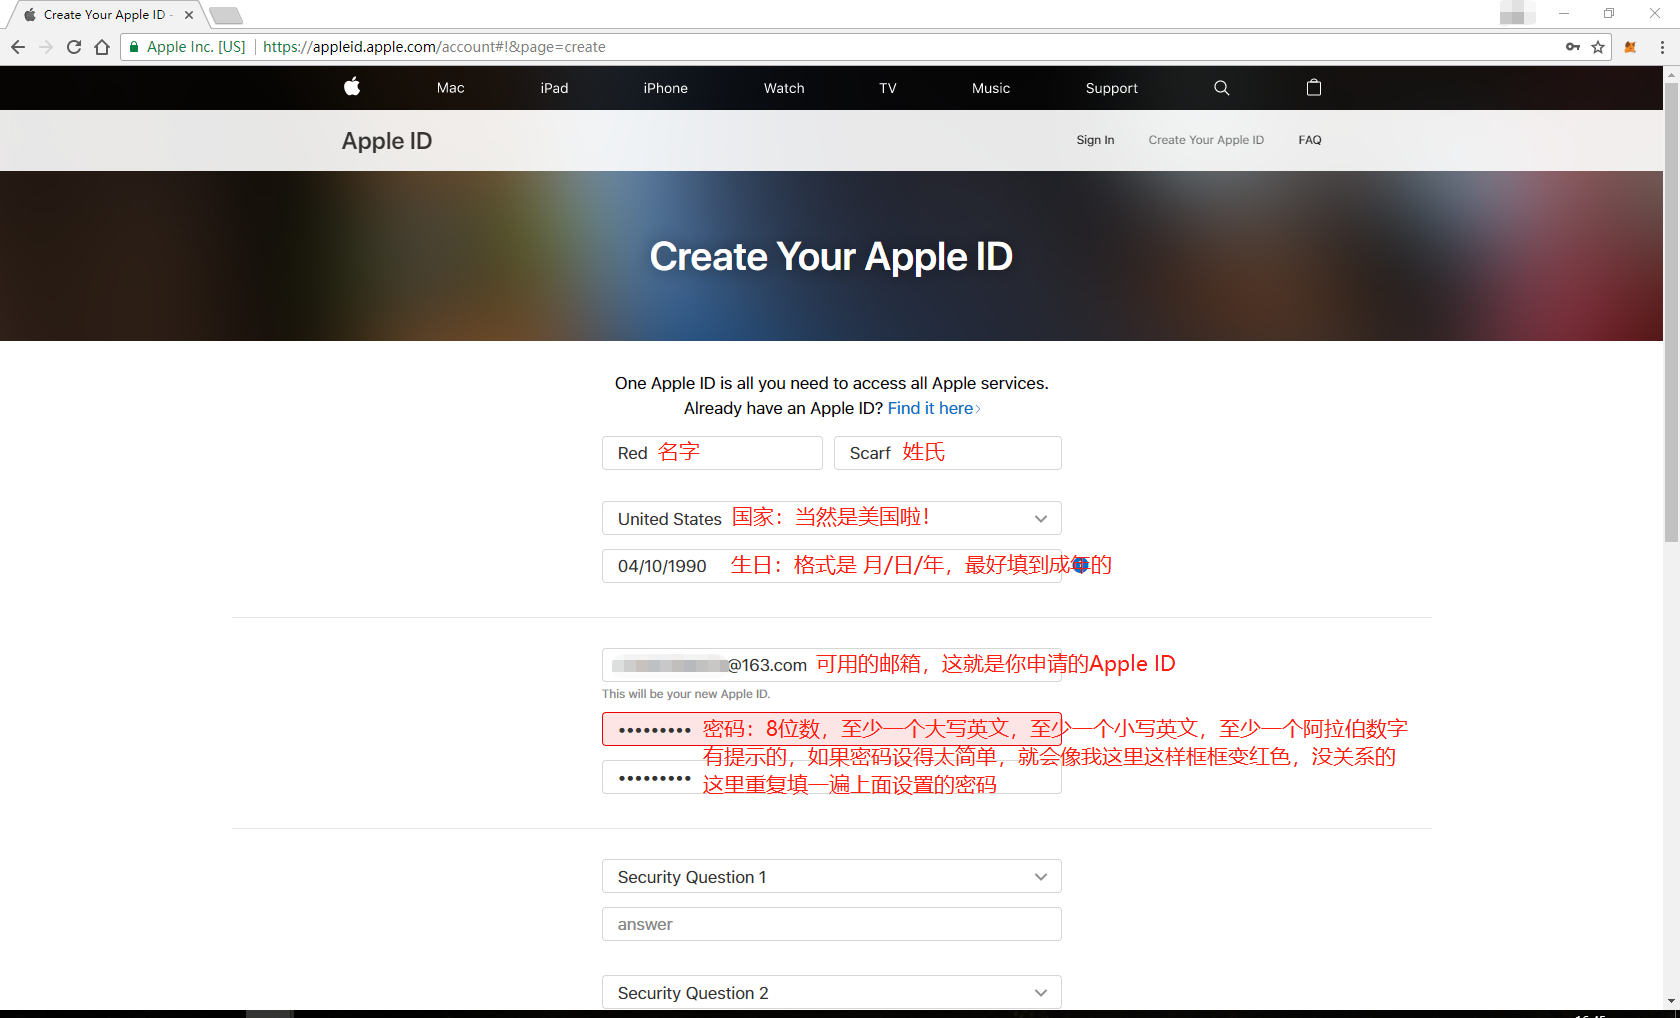 Create Your Apple ID -
Apple Inc. [US] https://appleid.apple.com/account#!&page=create
Mac iPad iPhone Watch TV Music Support
Apple ID Sign In Create Your Apple ID FAQ
Create Your Apple ID
One Apple ID is all you need to access all Apple services.
Already have an Apple ID? Find it here
Red 名字 Scarf 姓氏
United States 国家：当然是美国啦！
04/10/1990 生日：格式是 月/日/年，最好填到成年的
@163.com 可用的邮箱，这就是你申请的Apple ID
This will be your new Apple ID.
密码：8位数，至少一个大写英文，至少一个小写英文，至少一个阿拉伯数字
有提示的，如果密码设得太简单，就会像我这里这样框框变红色，没关系的
这里重复填一遍上面设置的密码
Security Question 1
answer
Security Question 2